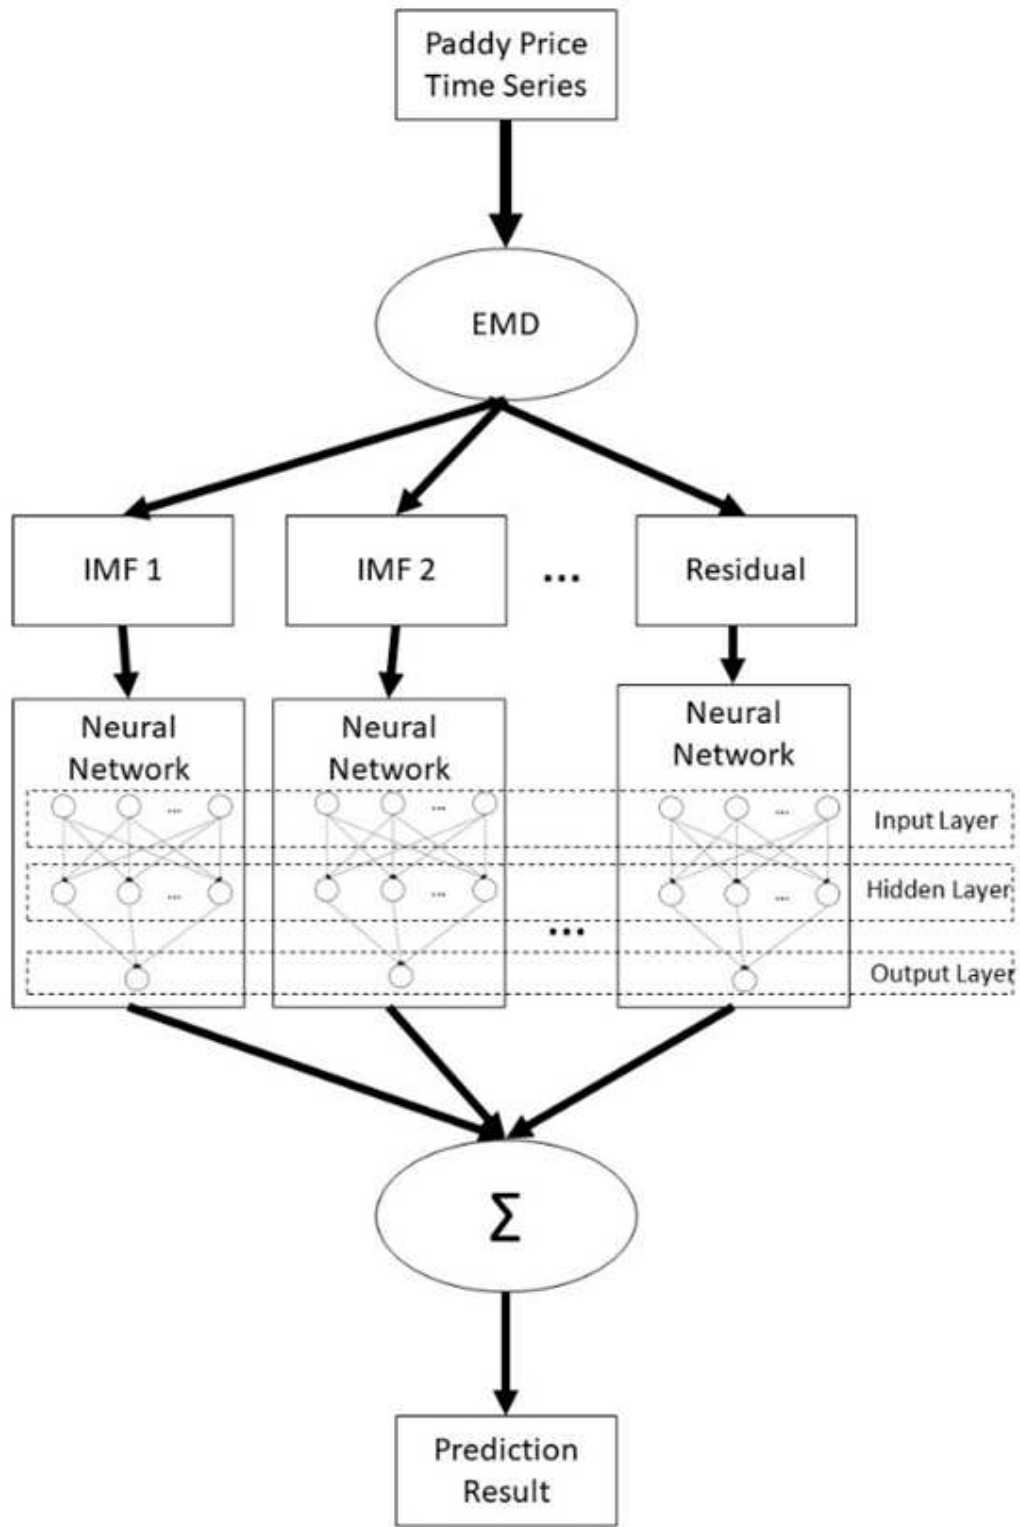 Paddy Price
Time Series
EMD
IMF 1
IMF 2
...
Residual
Neural
Network
Neural
Network
Neural
Network
...
...
...
Input Layer
...
...
...
Hidden Layer
...
Output Layer
Σ
Prediction
Result